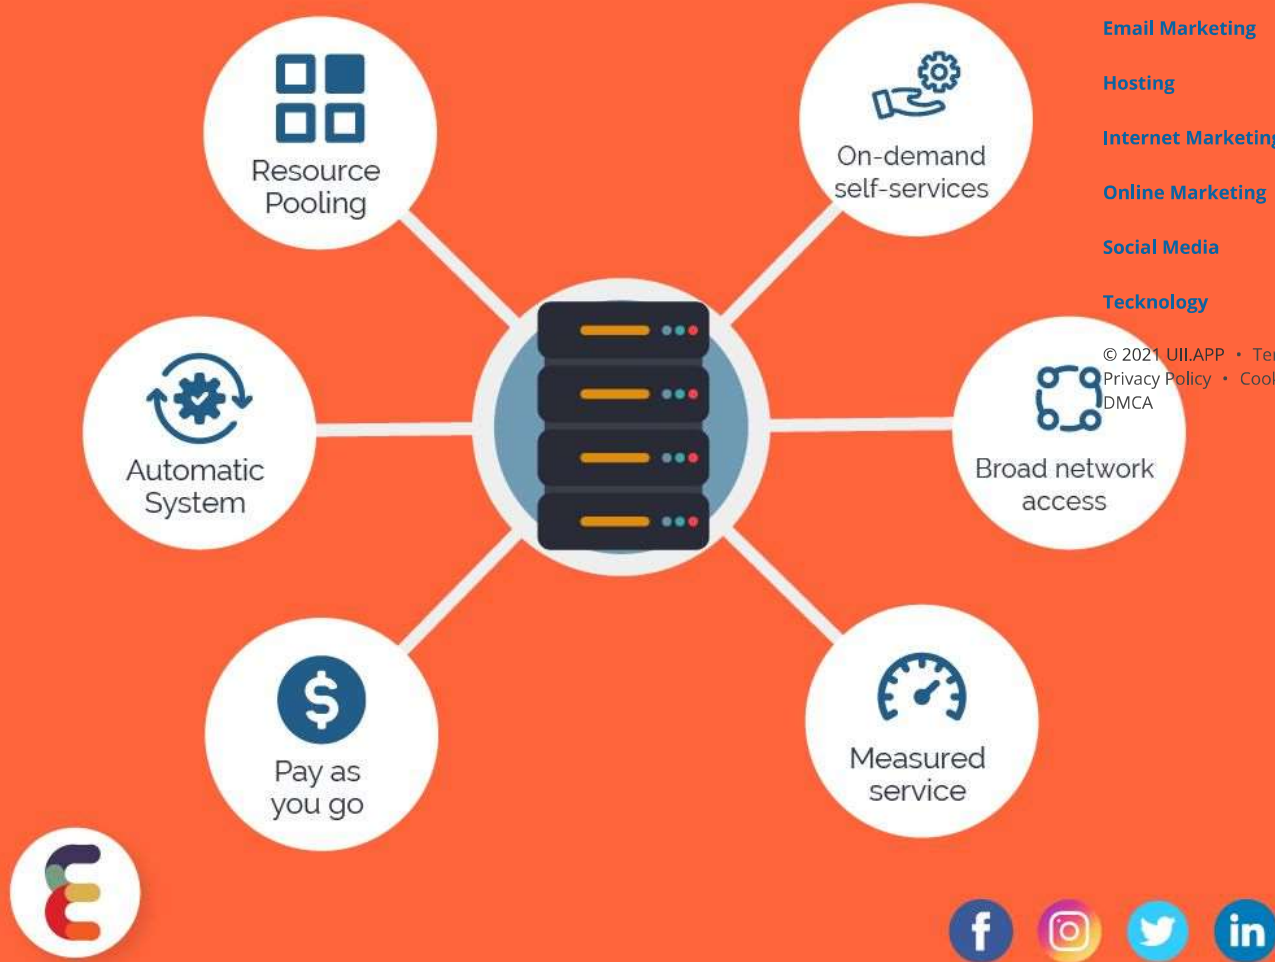 Resource
Pooling
On-demand
self-services
Automatic
System
Broad network
access
Pay as
you go
Measured
service
Email Marketing
Hosting
Internet Marketing
Online Marketing
Social Media
Tecknology
© 2021 UII.APP •
Privacy Policy •
DMCA